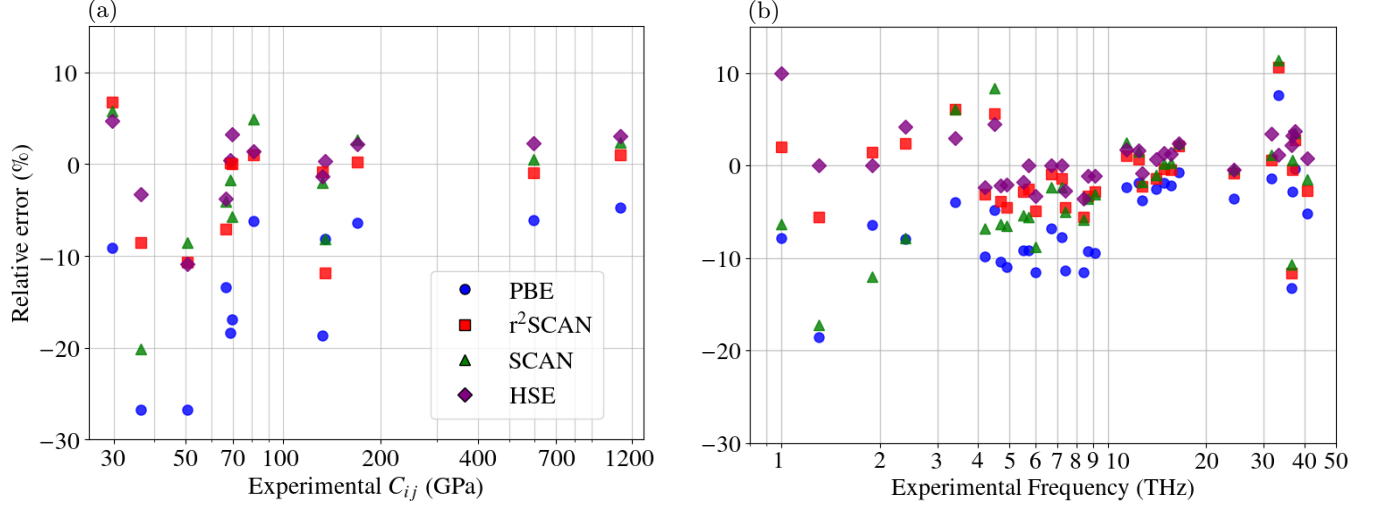 (a)
Relative error (%)
10
0
−10
−20
−30
30 50 70 100 200 400 700 1200
Experimental C_{ij} (GPa)
PBE
r²SCAN
SCAN
HSE
(b)
10
0
−10
−20
−30
1 2 3 4 5 6 7 8 9 10 20 30 40 50
Experimental Frequency (THz)